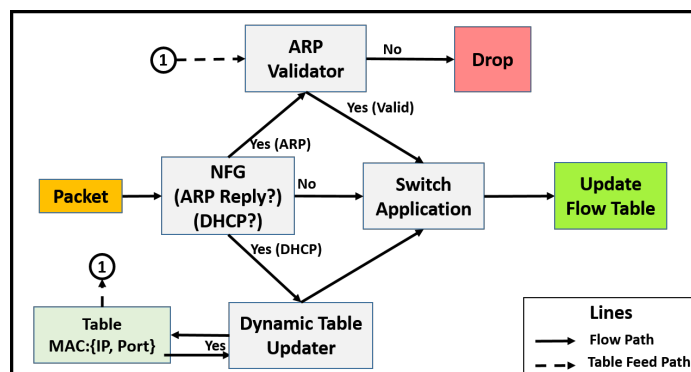 1
ARP
Validator
No
Drop
Yes (Valid)
Yes (ARP)
Packet
NFG
(ARP Reply?)
(DHCP?)
No
Switch
Application
Update
Flow Table
Yes (DHCP)
1
Table
MAC:{IP, Port}
Yes
Dynamic Table
Updater
Lines
Flow Path
Table Feed Path